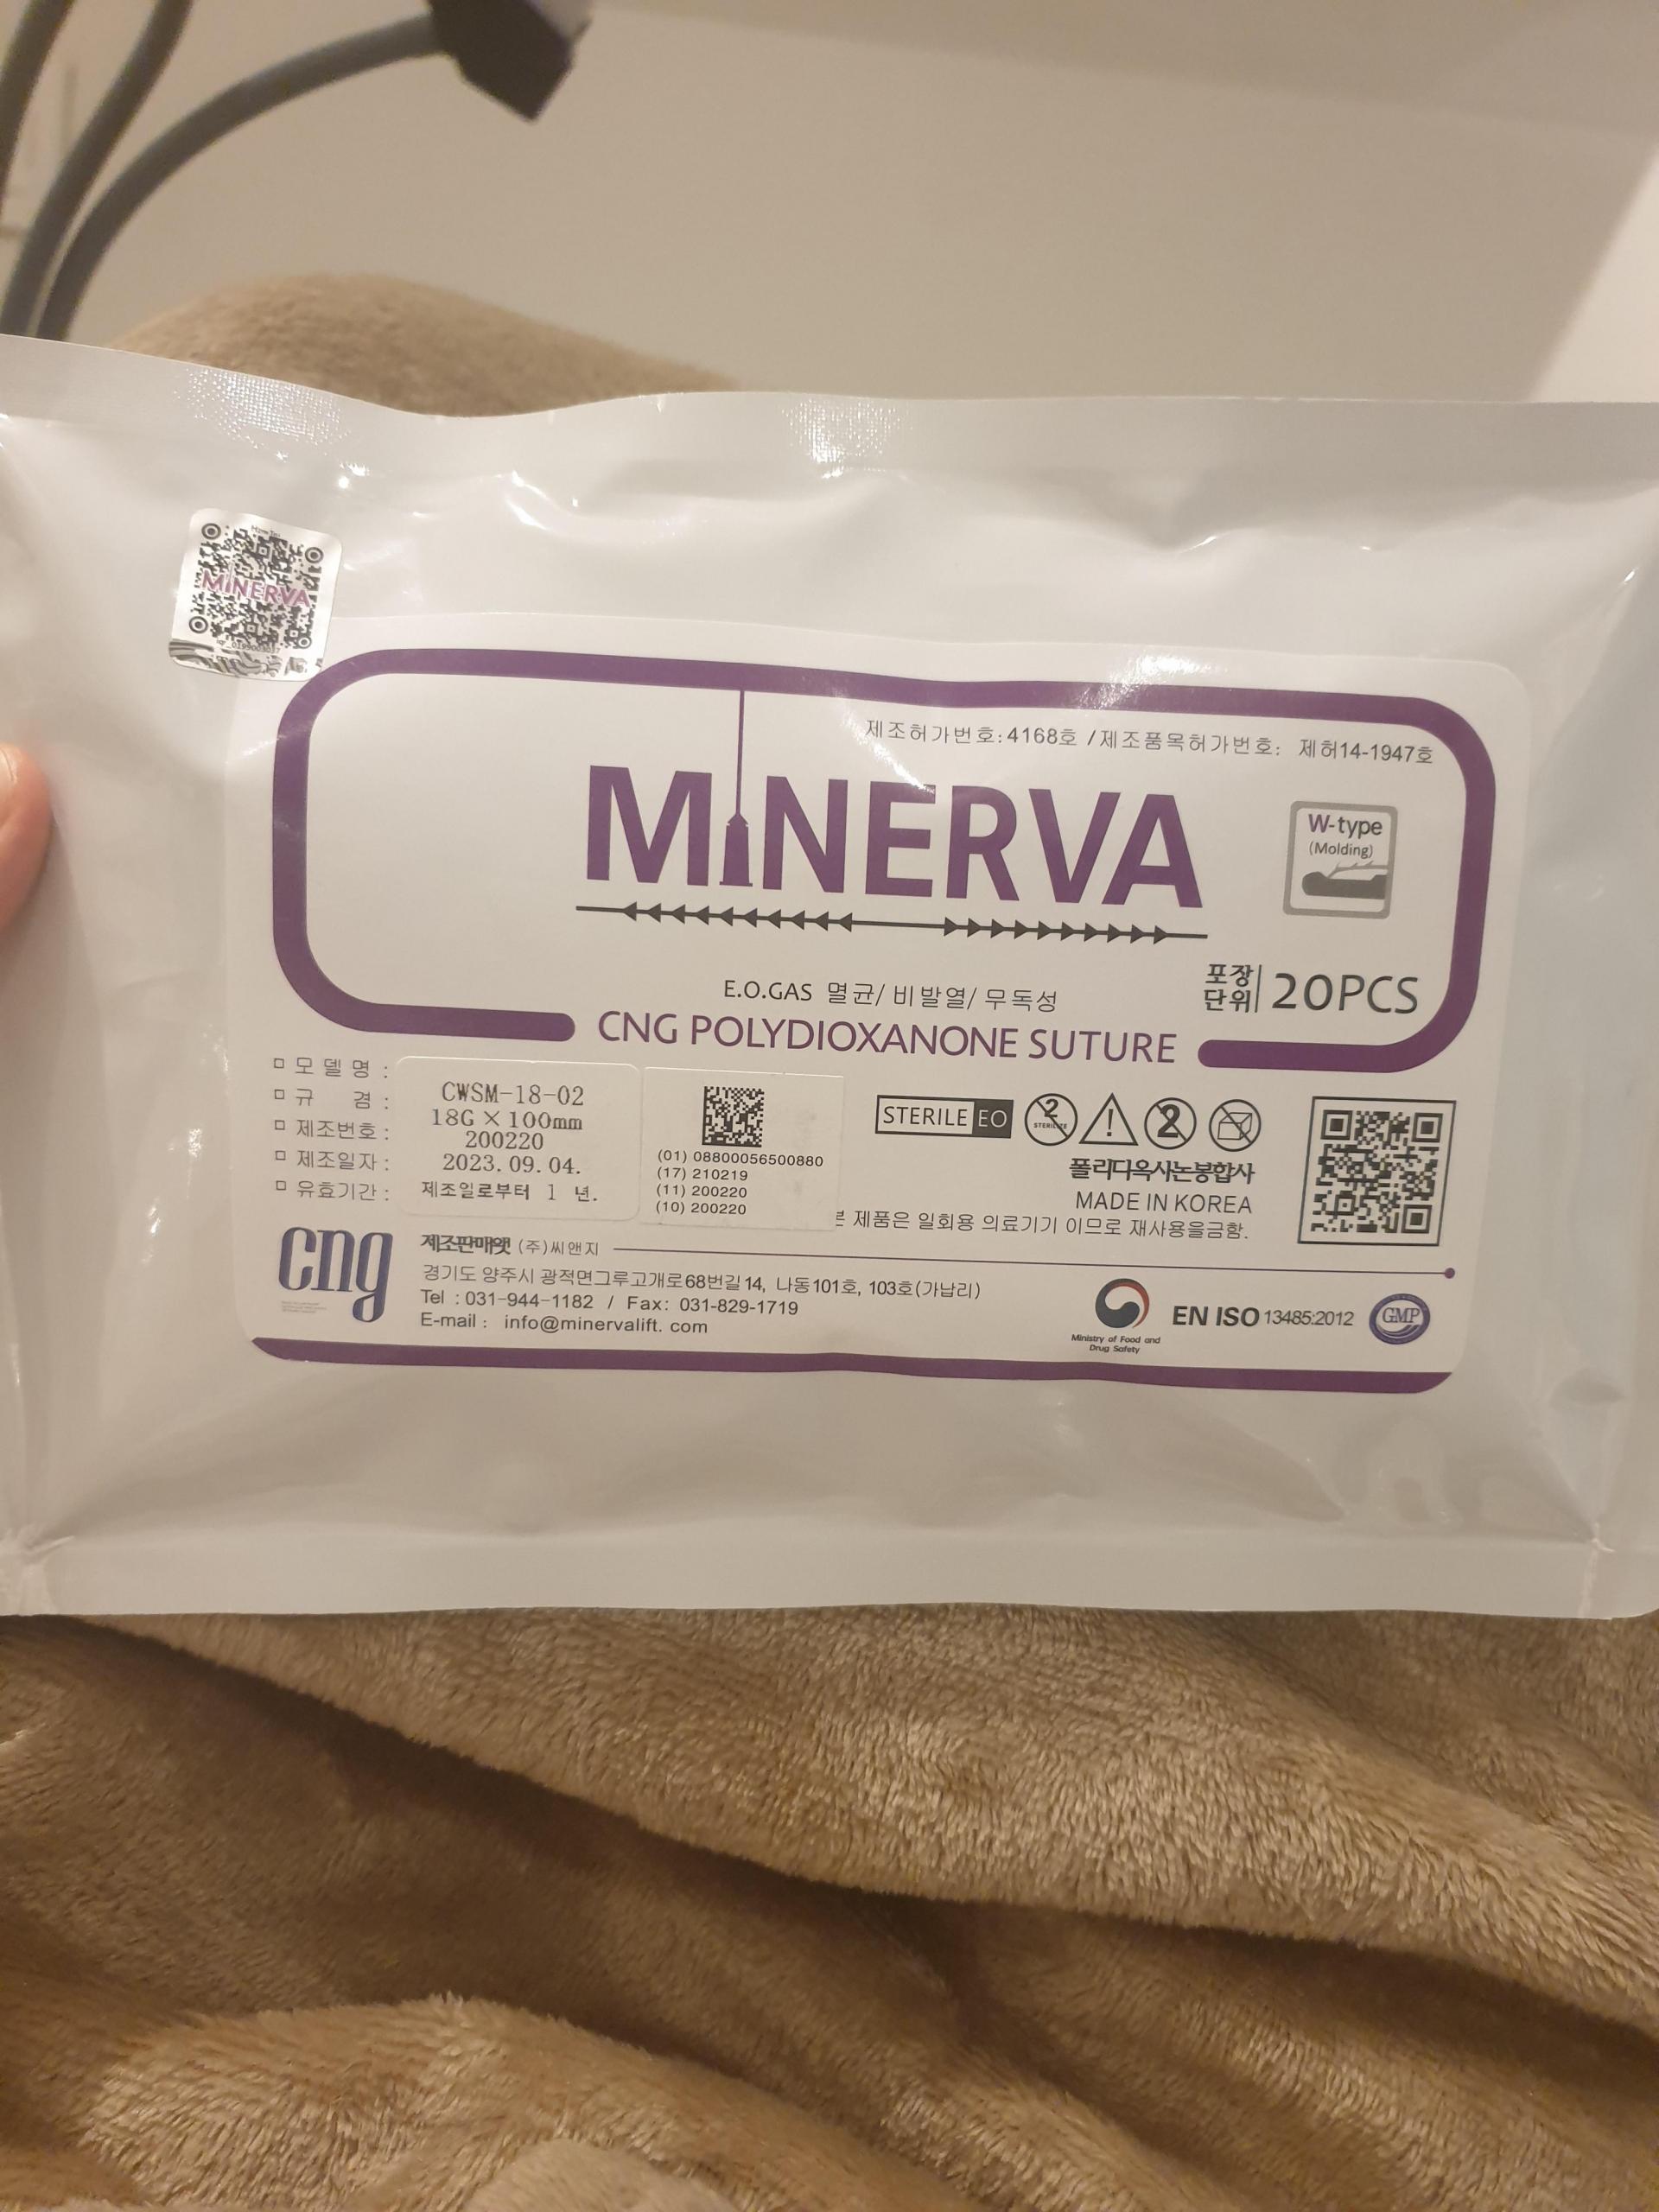 MINERVA
제조허가번호:4168호 /제조품목허가번호: 제허14-1947호
MINERVA
W-type
(Molding)
E.O.GAS 멸균/ 비발열/ 무독성
포장
단위 20PCS
CNG POLYDIOXANONE SUTURE
모델명 : CWSM-18-02
규 겸 : 18G×100mm
제조번호 : 200220
제조일자 : 2023.09.04.
유효기간 : 제조일로부터 1 년.
(01) 08800056500880
(17) 210219
(11) 200220
(10) 200220
STERILE EO
2
STERILIZE
2
폴리디옥사논봉합사
MADE IN KOREA
본 제품은 일회용 의료기기 이므로 재사용을금함.
cng
제조판매엣 (주)씨앤지
경기도 양주시 광적면그루고개로68번길14, 나동101호, 103호(가납리)
Tel : 031-944-1182 / Fax: 031-829-1719
E-mail : info@minervalift. com
Ministry of Food and
Drug Safety
EN ISO 13485:2012
GMP